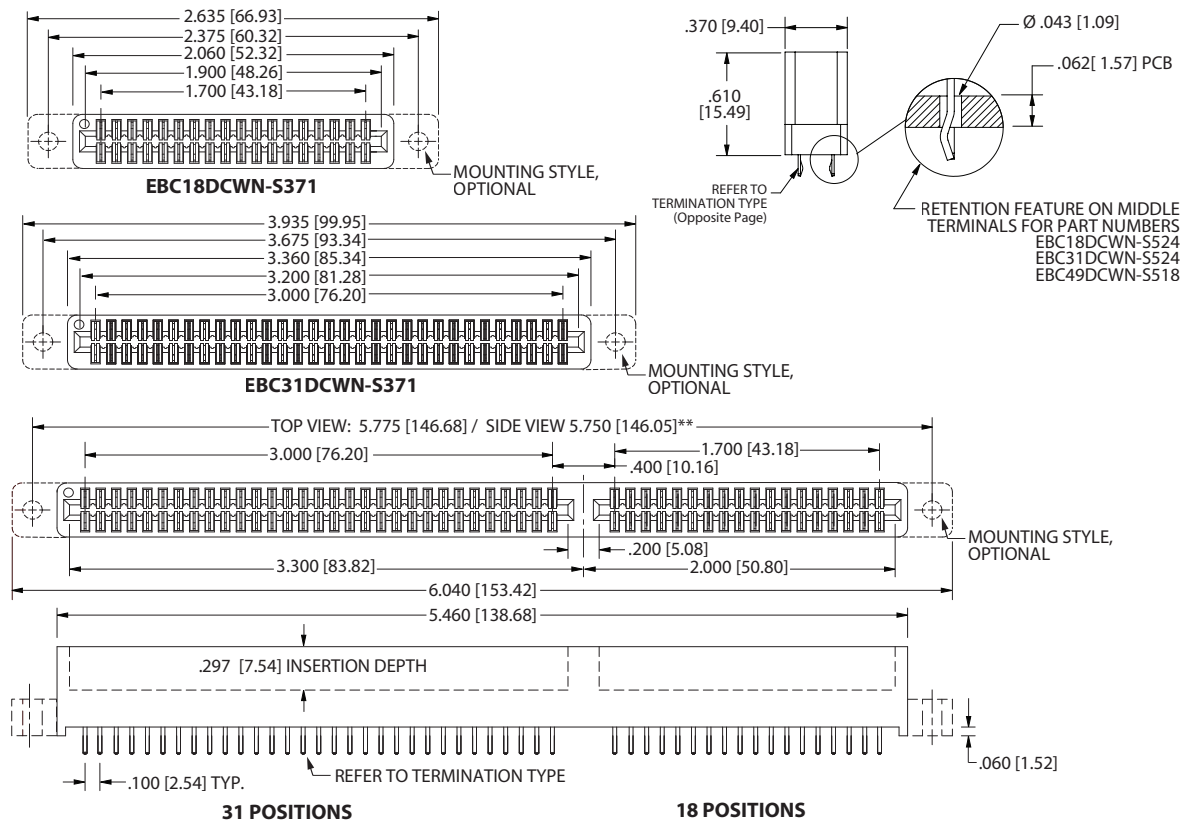 2.635 [66.93]
2.375 [60.32]
2.060 [52.32]
1.900 [48.26]
1.700 [43.18]
MOUNTING STYLE,
OPTIONAL
EBC18DCWN-S371
.370 [9.40]
.610
[15.49]
Ø .043 [1.09]
.062[ 1.57] PCB
REFER TO
TERMINATION TYPE
(Opposite Page)
RETENTION FEATURE ON MIDDLE
TERMINALS FOR PART NUMBERS
EBC18DCWN-S524
EBC31DCWN-S524
EBC49DCWN-S518
3.935 [99.95]
3.675 [93.34]
3.360 [85.34]
3.200 [81.28]
3.000 [76.20]
MOUNTING STYLE,
OPTIONAL
EBC31DCWN-S371
TOP VIEW: 5.775 [146.68] / SIDE VIEW 5.750 [146.05]**
3.000 [76.20]
1.700 [43.18]
.400 [10.16]
MOUNTING STYLE,
OPTIONAL
.200 [5.08]
3.300 [83.82]
2.000 [50.80]
6.040 [153.42]
5.460 [138.68]
.297 [7.54] INSERTION DEPTH
.060 [1.52]
.100 [2.54] TYP.
REFER TO TERMINATION TYPE
31 POSITIONS
18 POSITIONS